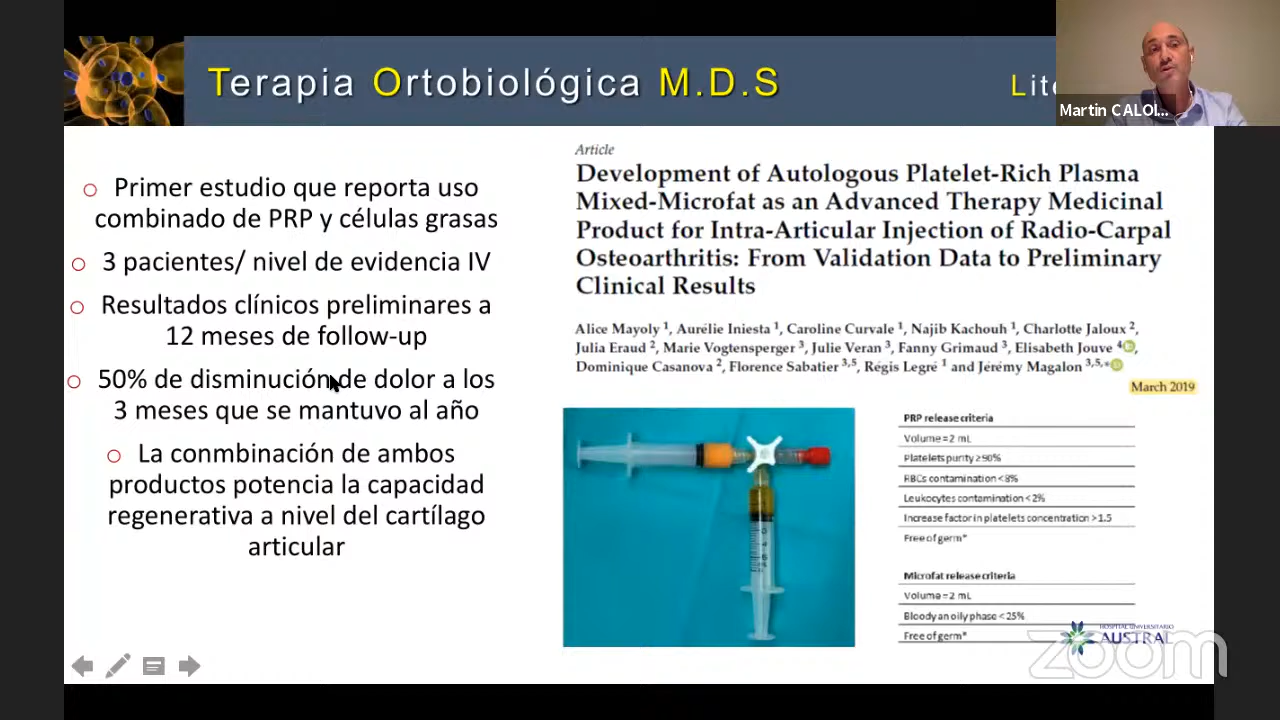 Terapia Ortobiológica M.D.S
Martin CALO
Primer estudio que reporta uso
combinado de PRP y células grasas
3 pacientes/ nivel de evidencia IV
Resultados clínicos preliminares a
12 meses de follow-up
50% de disminución de dolor a los
3 meses que se mantuvo al año
La conmbinación de ambos
productos potencia la capacidad
regenerativa a nivel del cartílago
articular
Article
Development of Autologous Platelet-Rich Plasma
Mixed-Microfat as an Advanced Therapy Medicinal
Product for Intra-Articular Injection of Radio-Carpal
Osteoarthritis: From Validation Data to Preliminary
Clinical Results
Alice Mayoly 1, Aurélie Iniesta 1, Caroline Curvale 1, Najib Kachouh 1, Charlotte Jaloux 2,
Julia Eraud 2, Marie Vogtensperger 3, Julie Veran 3, Fanny Grimaud 3, Elisabeth Jouve 4
Dominique Casanova 2, Florence Sabatier 3,5, Régis Legré 1 and Jérémy Magalon 3,5,*
March 2019
PRP release criteria
Volume = 2 mL
Platelets purity ≥ 90%
RBCs contamination < 8%
Leukocytes contamination < 2%
Increase factor in platelets concentration > 1.5
Free of germ*
Microfat release criteria
Volume = 2 mL
Bloody an oily phase < 25%
Free of germ*
HOSPITAL UNIVERSITARIO
AUSTRAL
zoom